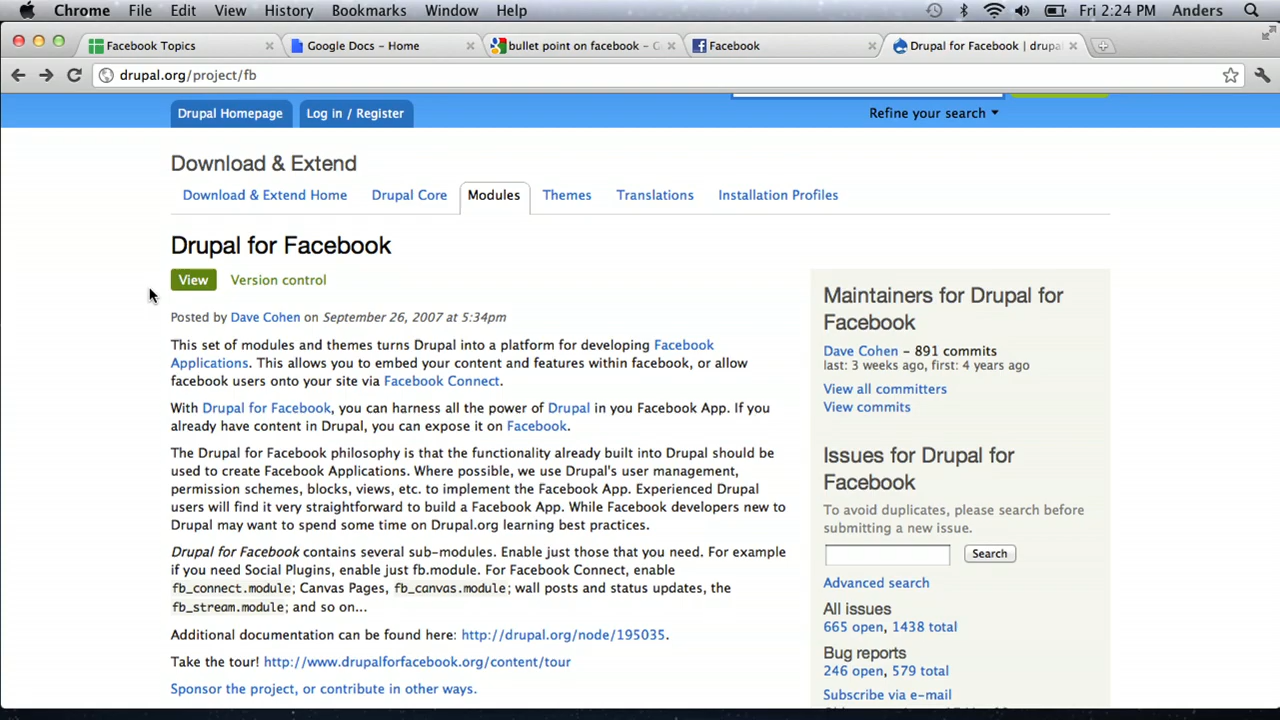 Chrome File Edit View History Bookmarks Window Help Fri 2:24 PM Anders
Facebook Topics Google Docs - Home bullet point on facebook - G Facebook Drupal for Facebook | drupa
drupal.org/project/fb
Drupal Homepage Log in / Register Refine your search
Download & Extend
Download & Extend Home Drupal Core Modules Themes Translations Installation Profiles
Drupal for Facebook
View Version control
Posted by Dave Cohen on September 26, 2007 at 5:34pm
This set of modules and themes turns Drupal into a platform for developing Facebook
Applications. This allows you to embed your content and features within facebook, or allow
facebook users onto your site via Facebook Connect.
With Drupal for Facebook, you can harness all the power of Drupal in you Facebook App. If you
already have content in Drupal, you can expose it on Facebook.
The Drupal for Facebook philosophy is that the functionality already built into Drupal should be
used to create Facebook Applications. Where possible, we use Drupal's user management,
permission schemes, blocks, views, etc. to implement the Facebook App. Experienced Drupal
users will find it very straightforward to build a Facebook App. While Facebook developers new to
Drupal may want to spend some time on Drupal.org learning best practices.
Drupal for Facebook contains several sub-modules. Enable just those that you need. For example
if you need Social Plugins, enable just fb.module. For Facebook Connect, enable
fb_connect.module; Canvas Pages, fb_canvas.module; wall posts and status updates, the
fb_stream.module; and so on...
Additional documentation can be found here: http://drupal.org/node/195035.
Take the tour! http://www.drupalforfacebook.org/content/tour
Sponsor the project, or contribute in other ways.
Maintainers for Drupal for
Facebook
Dave Cohen – 891 commits
last: 3 weeks ago, first: 4 years ago
View all committers
View commits
Issues for Drupal for
Facebook
To avoid duplicates, please search before
submitting a new issue.
Search
Advanced search
All issues
665 open, 1438 total
Bug reports
246 open, 579 total
Subscribe via e-mail